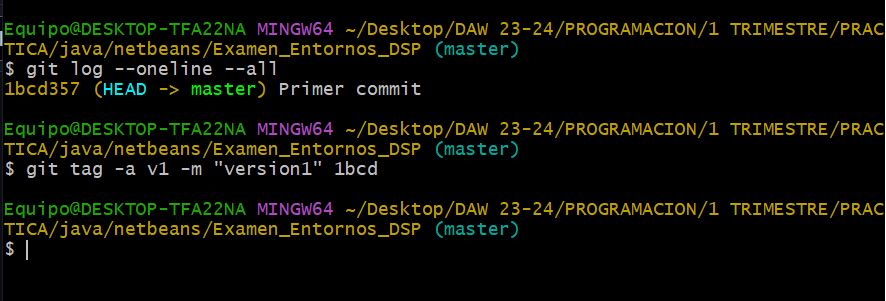 Equipo@DESKTOP-TFA22NA MINGW64 ~/Desktop/DAW 23-24/PROGRAMACION/1 TRIMESTRE/PRAC
TICA/java/netbeans/Examen_Entornos_DSP (master)
$ git log --oneline --all
1bcd357 (HEAD -> master) Primer commit
Equipo@DESKTOP-TFA22NA MINGW64 ~/Desktop/DAW 23-24/PROGRAMACION/1 TRIMESTRE/PRAC
TICA/java/netbeans/Examen_Entornos_DSP (master)
$ git tag -a v1 -m "version1" 1bcd
Equipo@DESKTOP-TFA22NA MINGW64 ~/Desktop/DAW 23-24/PROGRAMACION/1 TRIMESTRE/PRAC
TICA/java/netbeans/Examen_Entornos_DSP (master)
$